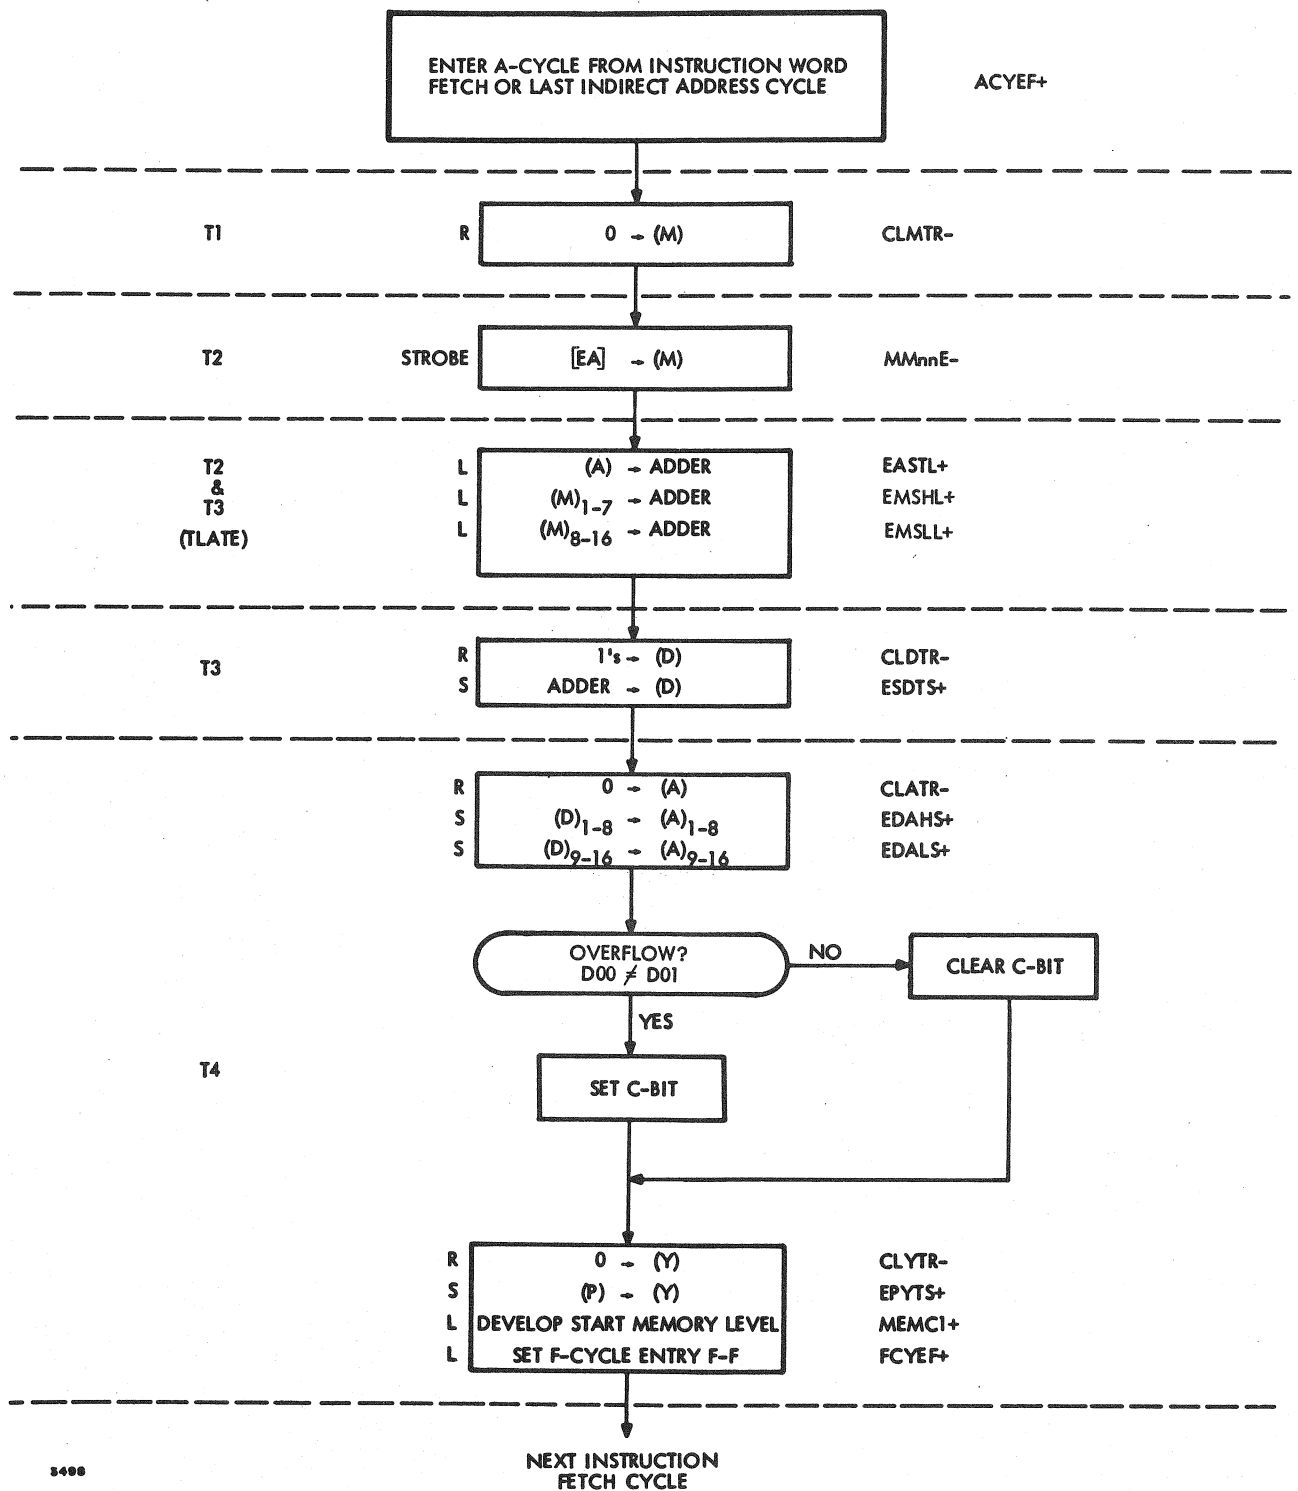 ENTER A-CYCLE FROM INSTRUCTION WORD
FETCH OR LAST INDIRECT ADDRESS CYCLE
ACYEF+
T1 R 0 → (M) CLMTR-
T2 STROBE [EA] → (M) MMnnE-
T2 L (A) → ADDER EASTL+
&
T3 L (M)1-7 → ADDER EMSHL+
(TLATE) L (M)8-16 → ADDER EMSLL+
T3 R 1's → (D) CLDTR-
S ADDER → (D) ESDTS+
R 0 → (A) CLATR-
S (D)1-8 → (A)1-8 EDAHS+
S (D)9-16 → (A)9-16 EDALS+
OVERFLOW?
D00 ≠ D01
NO
CLEAR C-BIT
YES
T4
SET C-BIT
R 0 → (Y) CLYTR-
S (P) → (Y) EPYTS+
L DEVELOP START MEMORY LEVEL MEMC1+
L SET F-CYCLE ENTRY F-F FCYEF+
NEXT INSTRUCTION
FETCH CYCLE
3498